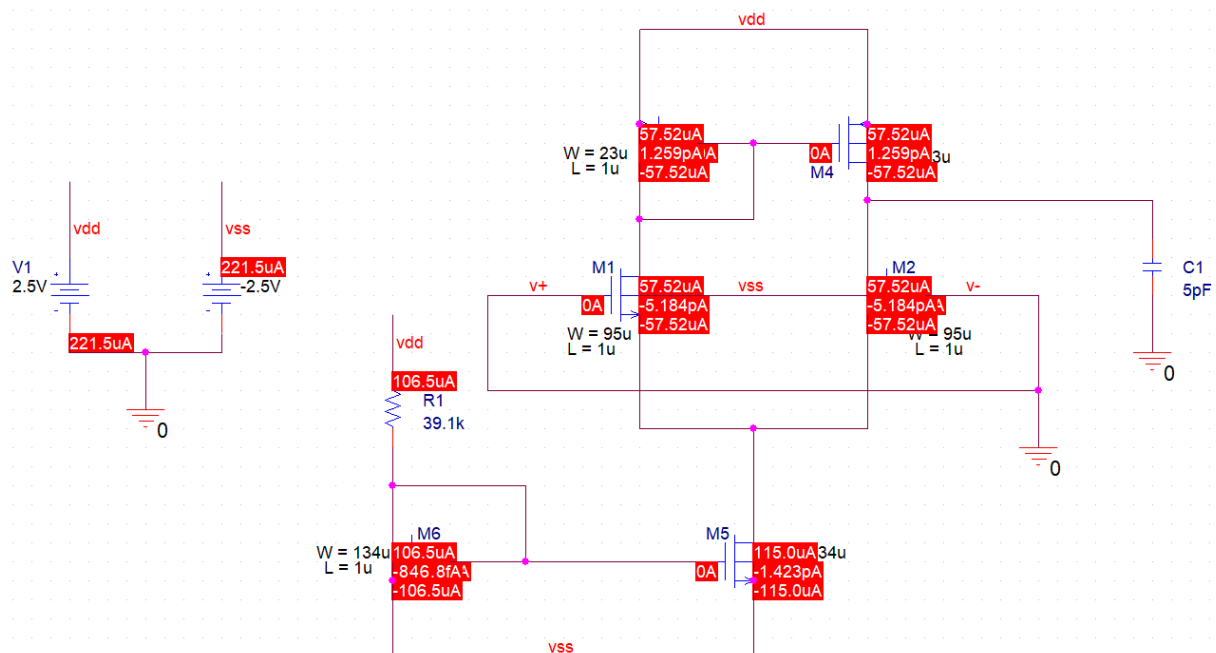 vdd
57.52uA
1.259pA
-57.52uA
W = 23u
L = 1u
0A
M4
57.52uA
1.259pA
3u
-57.52uA
vdd
vss
V1
2.5V
221.5uA
-2.5V
221.5uA
0
M1
v+
0A
57.52uA
-5.184pA
-57.52uA
vss
W = 95u
L = 1u
M2
57.52uA
-5.184pA
-57.52uA
v-
W = 95u
L = 1u
C1
5pF
0
0
vdd
106.5uA
R1
39.1k
M6
W = 134u
L = 1u
106.5uA
-846.8fA
-106.5uA
M5
0A
115.0uA
34u
-1.423pA
-115.0uA
vss